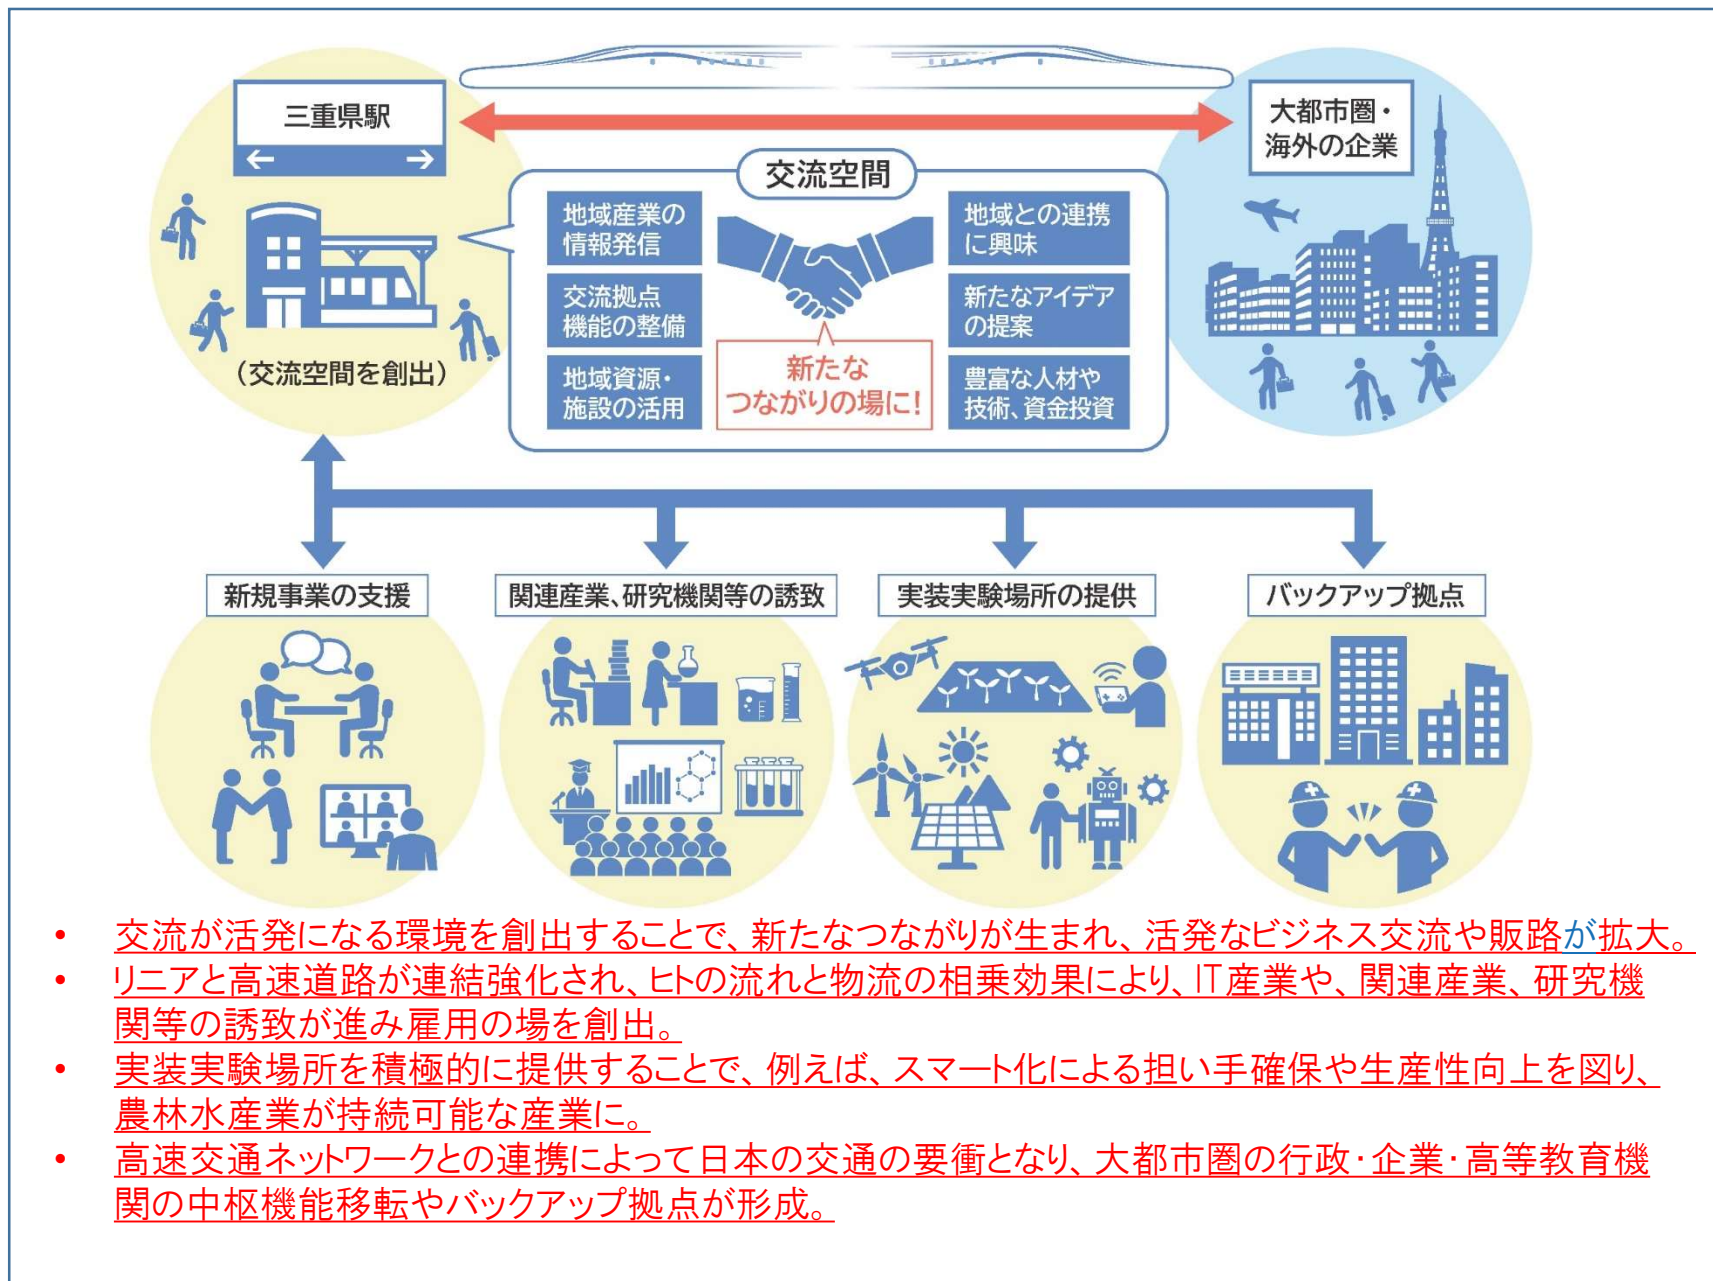 三重県駅
大都市圏・
海外の企業
交流空間
地域産業の
情報発信
交流拠点
機能の整備
地域資源・
施設の活用
地域との連携
に興味
新たなアイデア
の提案
豊富な人材や
技術、資金投資
新たな
つながりの場に!
（交流空間を創出）
新規事業の支援
関連産業、研究機関等の誘致
実装実験場所の提供
バックアップ拠点
• 交流が活発になる環境を創出することで、新たなつながりが生まれ、活発なビジネス交流や販路が拡大。
• リニアと高速道路が連結強化され、ヒトの流れと物流の相乗効果により、IT産業や、関連産業、研究機
関等の誘致が進み雇用の場を創出。
• 実装実験場所を積極的に提供することで、例えば、スマート化による担い手確保や生産性向上を図り、
農林水産業が持続可能な産業に。
• 高速交通ネットワークとの連携によって日本の交通の要衝となり、大都市圏の行政・企業・高等教育機
関の中枢機能移転やバックアップ拠点が形成。